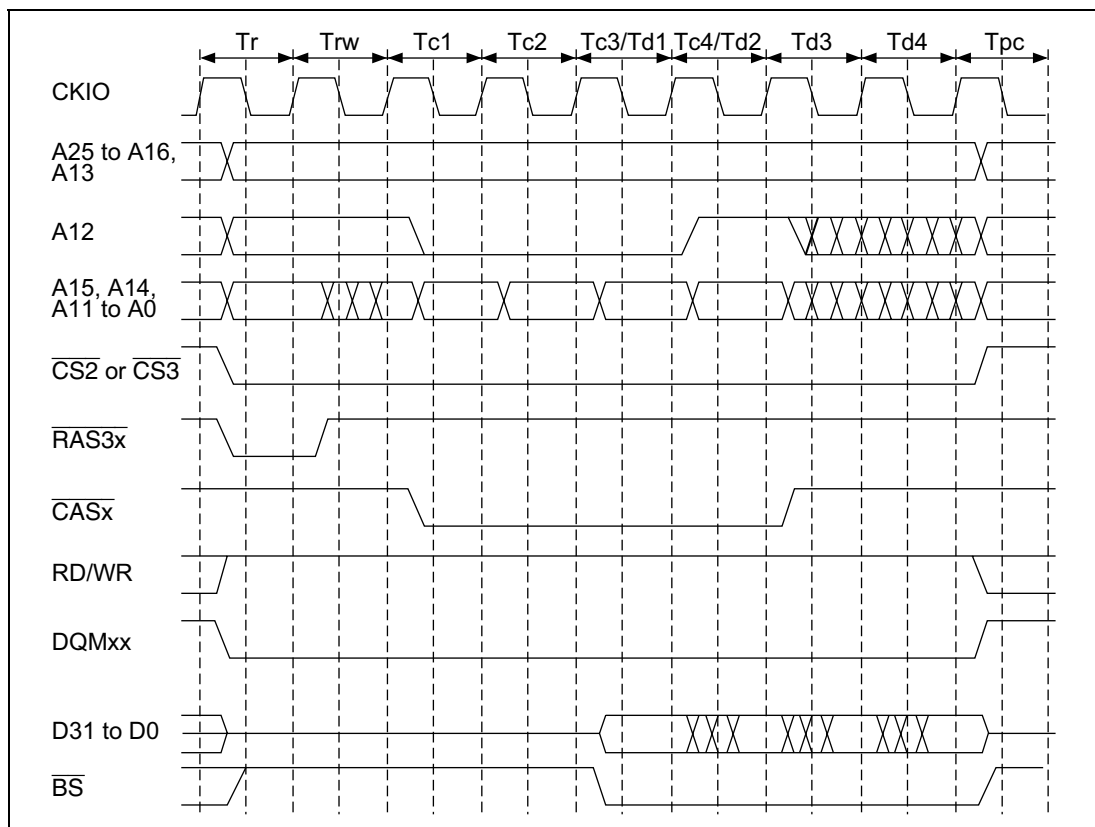 Tr Trw Tc1 Tc2 Tc3/Td1 Tc4/Td2 Td3 Td4 Tpc
CKIO
A25 to A16,
A13
A12
A15, A14,
A11 to A0
CS2 or CS3
RAS3x
CASx
RD/WR
DQMxx
D31 to D0
BS